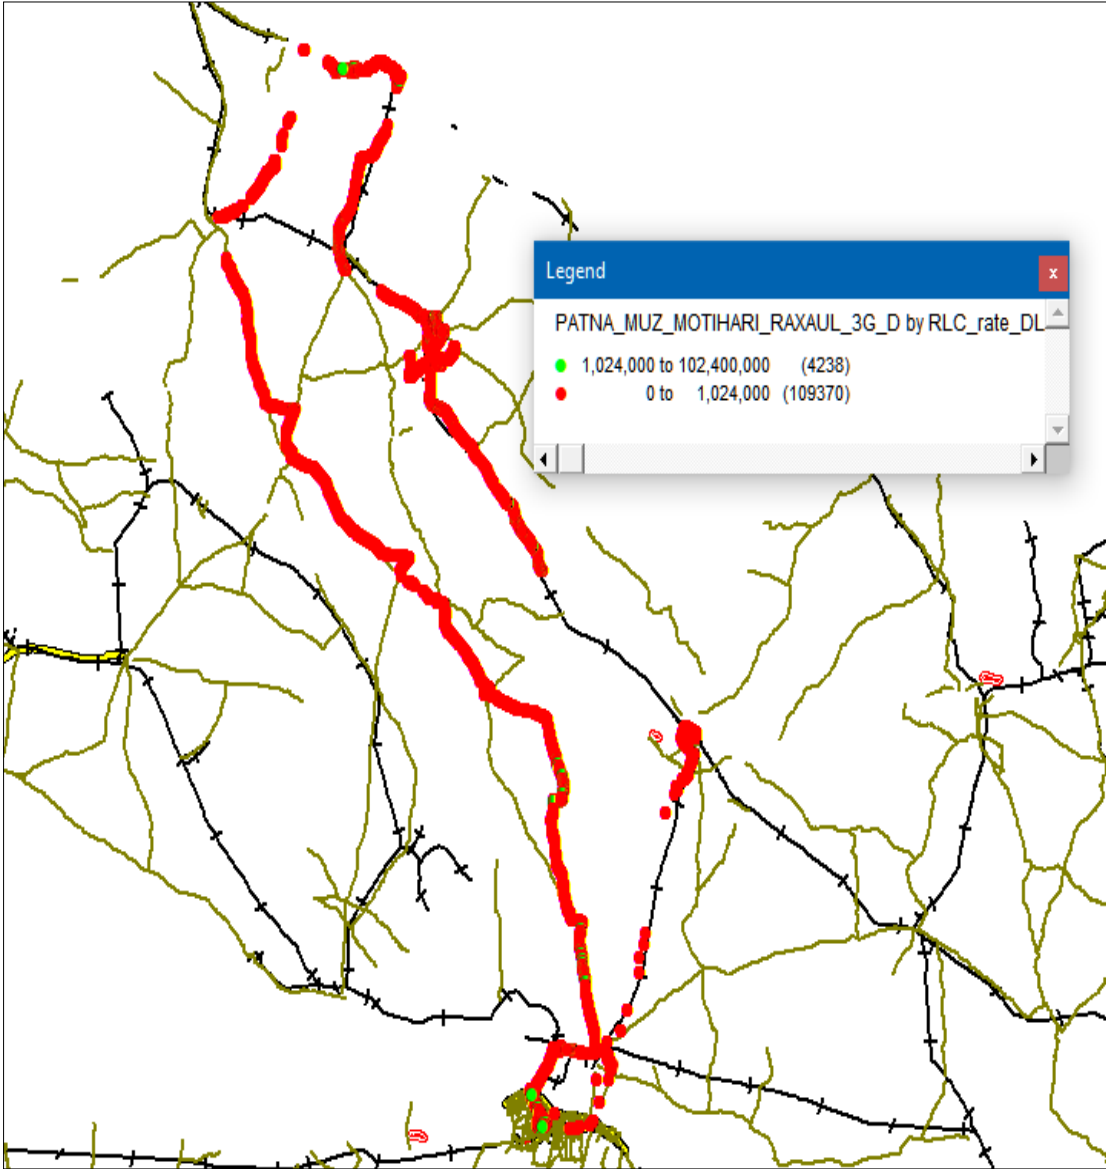 Legend
x
PATNA_MUZ_MOTIHARI_RAXAUL_3G_D by RLC_rate_DL
1,024,000 to 102,400,000 (4238)
0 to 1,024,000 (109370)